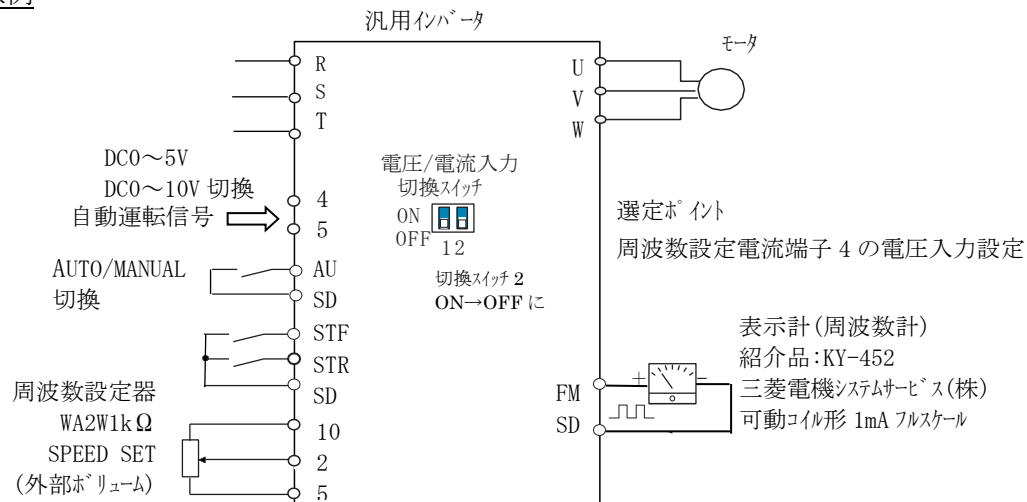 汎用インバータ
モータ
R
S
T
U
V
W
DC0～5V
DC0～10V 切換
自動運転信号
4
5
電圧/電流入力
切換スイッチ
ON
OFF
1 2
切換スイッチ 2
ON→OFF に
選定ポイント
周波数設定電流端子 4 の電圧入力設定
AUTO/MANUAL
切換
AU
SD
STF
STR
SD
周波数設定器
WA2W1kΩ
SPEED SET
(外部ボリューム)
10
2
5
FM
SD
+
-
表示計(周波数計)
紹介品:KY-452
三菱電機システムサービス(株)
可動コイル形 1mA フルスケール